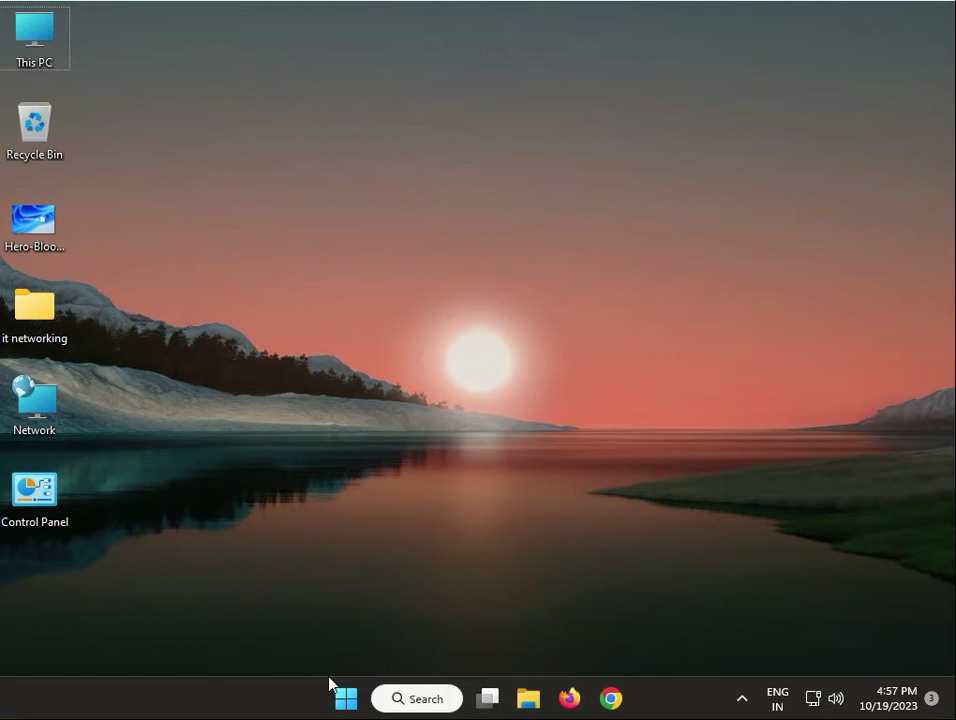 This PC
Recycle Bin
Hero-Bloo...
it networking
Network
Control Panel
Search
ENG
IN
4:57 PM
10/19/2023
3